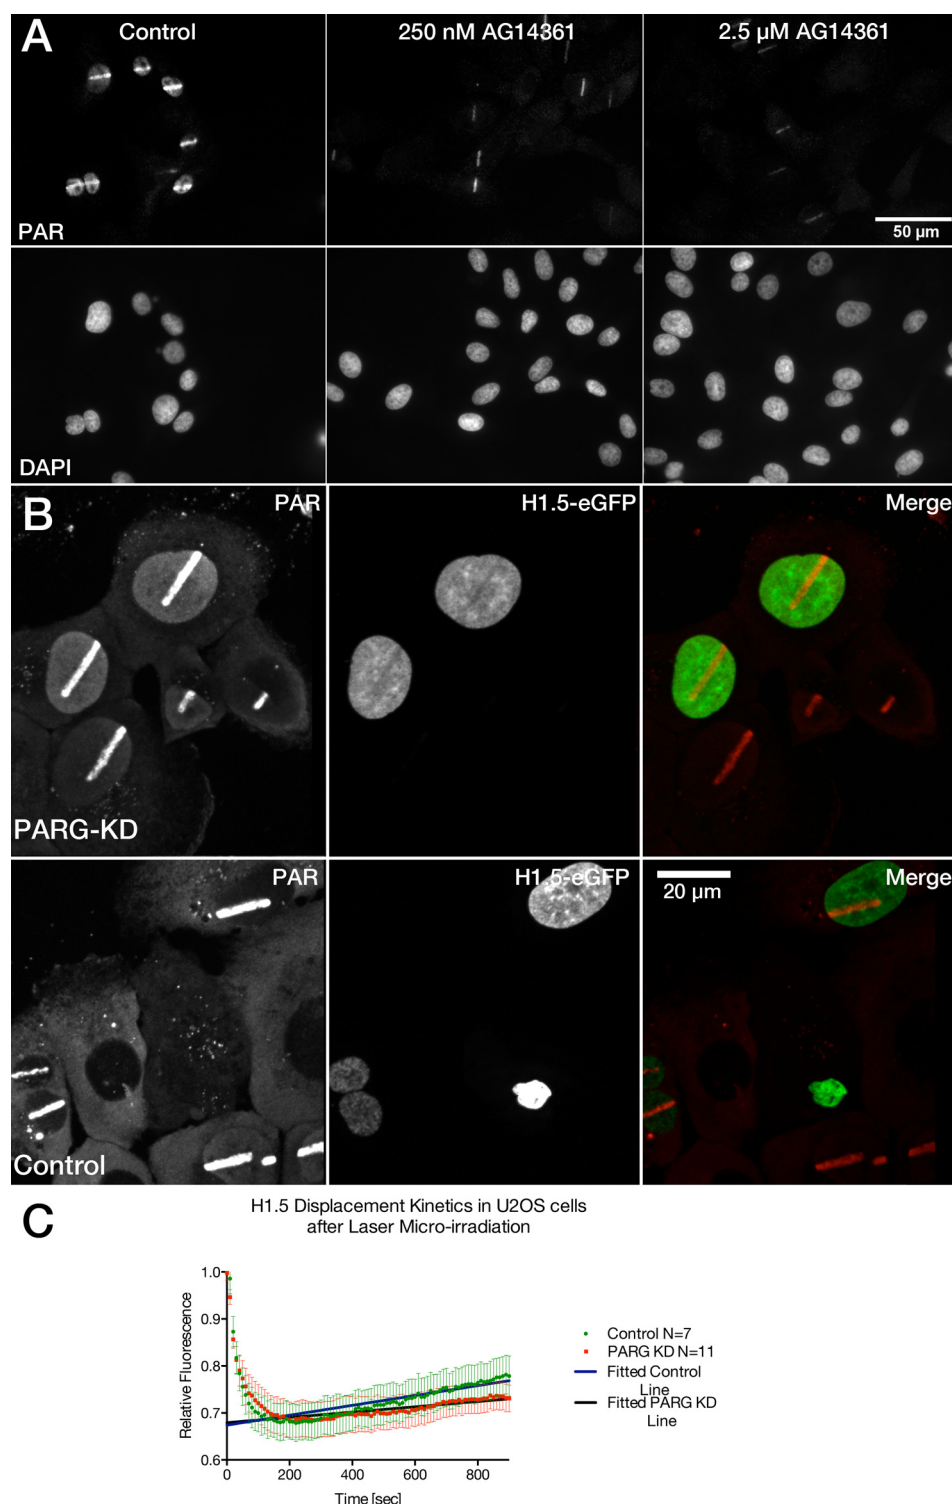 A
Control
250 nM AG14361
2.5 µM AG14361
PAR
50 µm
DAPI
B
PAR
H1.5-eGFP
Merge
PARG-KD
PAR
H1.5-eGFP
20 µm
Merge
Control
C
H1.5 Displacement Kinetics in U2OS cells
after Laser Micro-irradiation
Relative Fluorescence
1.0
0.9
0.8
0.7
0.6
0
200
400
600
800
Time [sec]
Control N=7
PARG KD N=11
Fitted Control
Line
Fitted PARG KD
Line